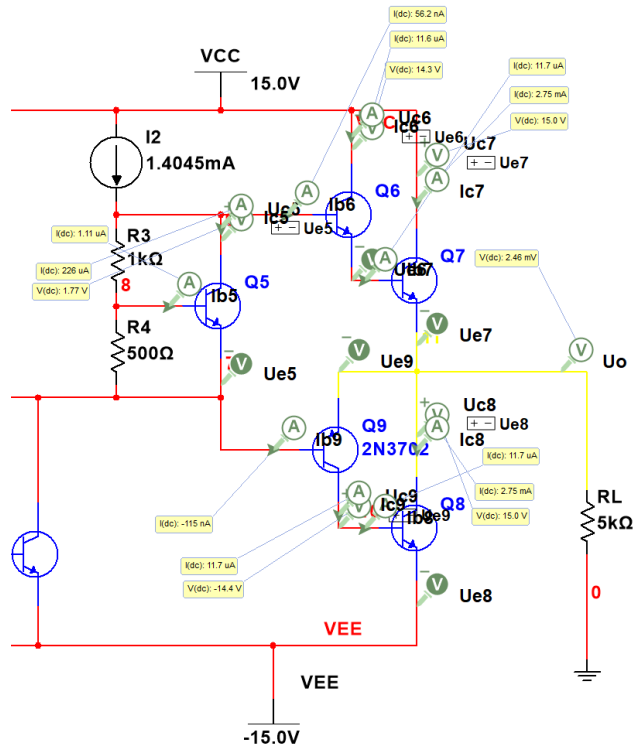 I(dc): 56.2 nA
I(dc): 11.6 uA
V(dc): 14.3 V
VCC
15.0V
I(dc): 11.7 uA
I(dc): 2.75 mA
V(dc): 15.0 V
A
A
V
C
Uc6
Ic6
+ -
Ue6
Uc7
+ -
Ue7
V
A
Ic7
I2
1.4045mA
Q6
A
Ib6
A
V
Ic5
+ -
Ue5
I(dc): 1.11 uA
R3
1kΩ
I(dc): 226 uA
V(dc): 1.77 V
8
A
Ib5
Q5
V
A
Ib7
Q7
V(dc): 2.46 mV
R4
500Ω
V
Ue5
V
Ue9
V
Ue7
V
Uo
Uc8
+ -
Ue8
V
A
Ic8
A
Ib9
Q9
2N3702
I(dc): 11.7 uA
I(dc): 2.75 mA
V(dc): 15.0 V
I(dc): -115 nA
A
V
Uc9
Ic9
A
Ue9
Q8
RL
5kΩ
I(dc): 11.7 uA
V(dc): -14.4 V
V
Ue8
0
VEE
VEE
-15.0V